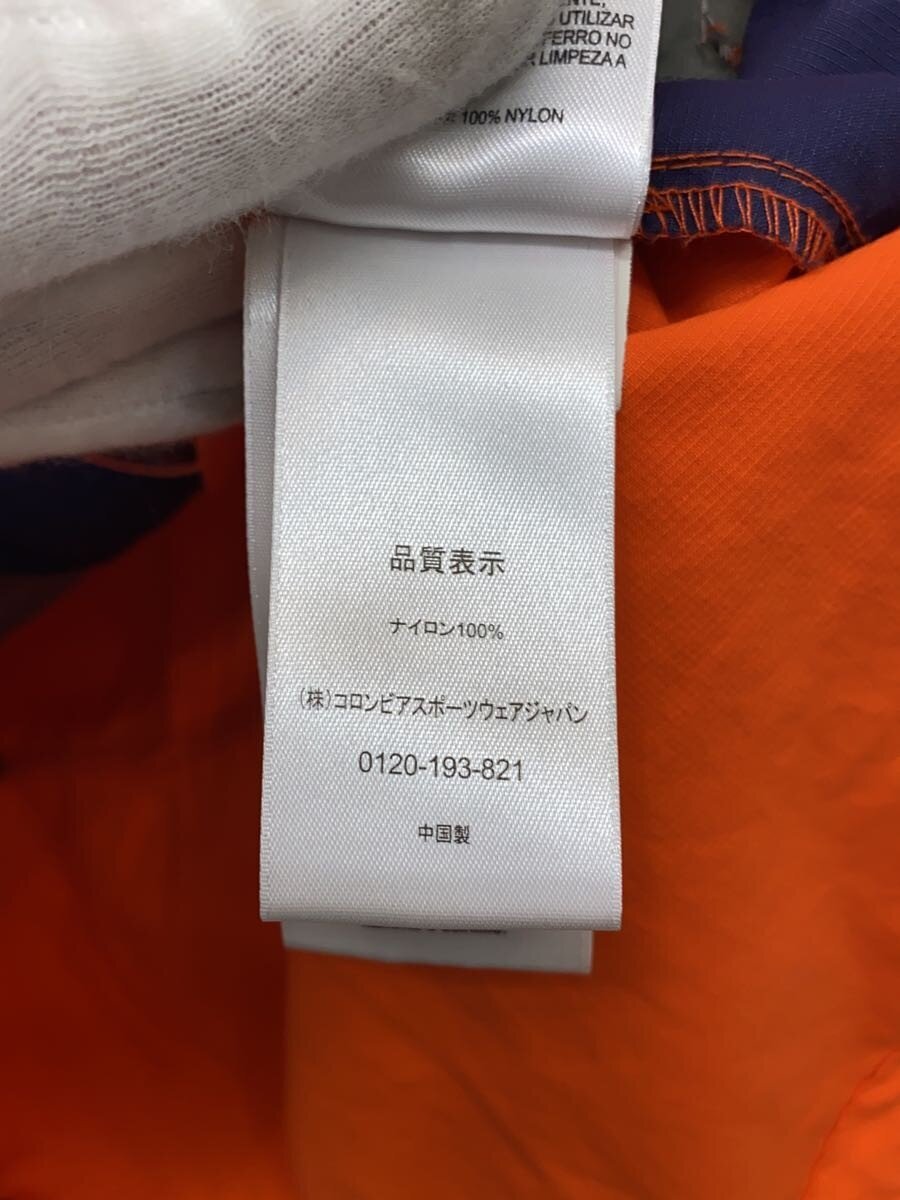 UTILIZAR
FERRO NO
LIMPEZA A
100% NYLON
品質表示
ナイロン100%
(株)コロンビアスポーツウェアジャパン
0120-193-821
中国製